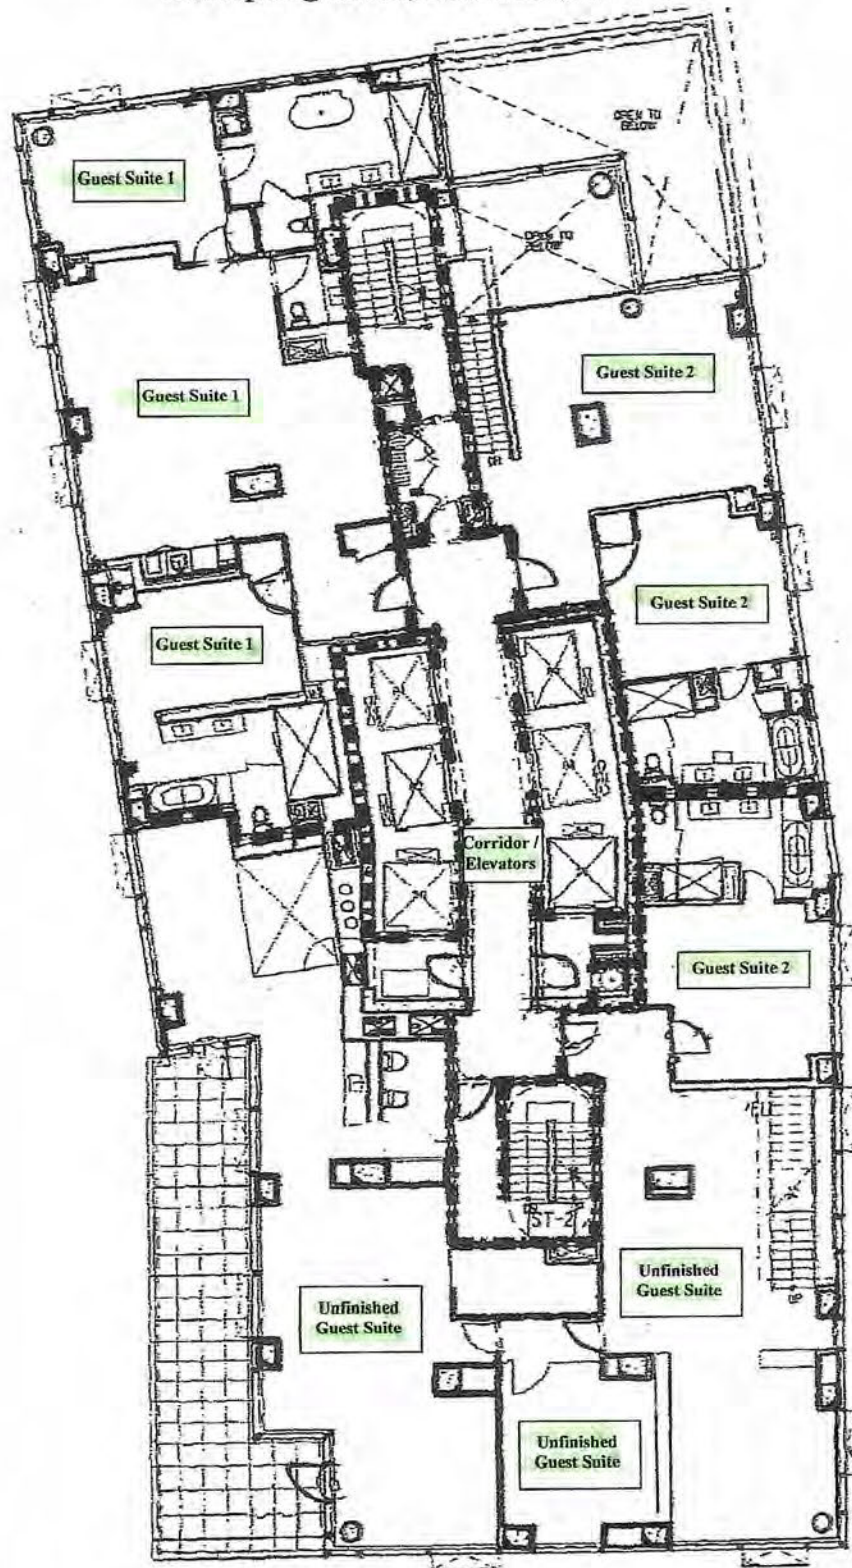 OPEN TO
BELOW
Guest Suite 1
OPEN TO
BELOW
Guest Suite 2
Guest Suite 1
Guest Suite 2
Guest Suite 1
Corridor /
Elevators
Guest Suite 2
ST-2
Unfinished
Guest Suite
Unfinished
Guest Suite
Unfinished
Guest Suite